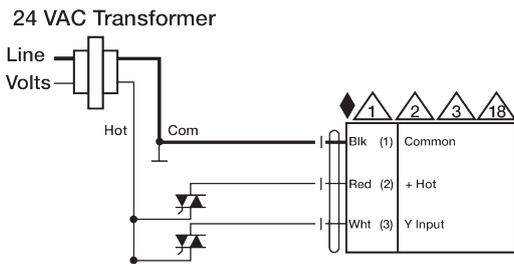 24 VAC Transformer
Line
Volts
Hot
Com
1 2 3 18
Blk (1) Common
Red (2) + Hot
Wht (3) Y Input